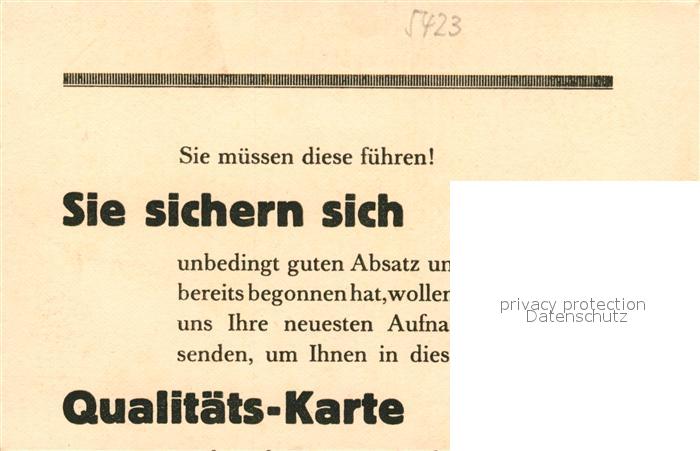 5423
Sie müssen diese führen!
Sie sichern sich
unbedingt guten Absatz un
bereits begonnen hat, woller
uns Ihre neuesten Aufna
senden, um Ihnen in dies
Qualitäts-Karte
privacy protection
Datenschutz